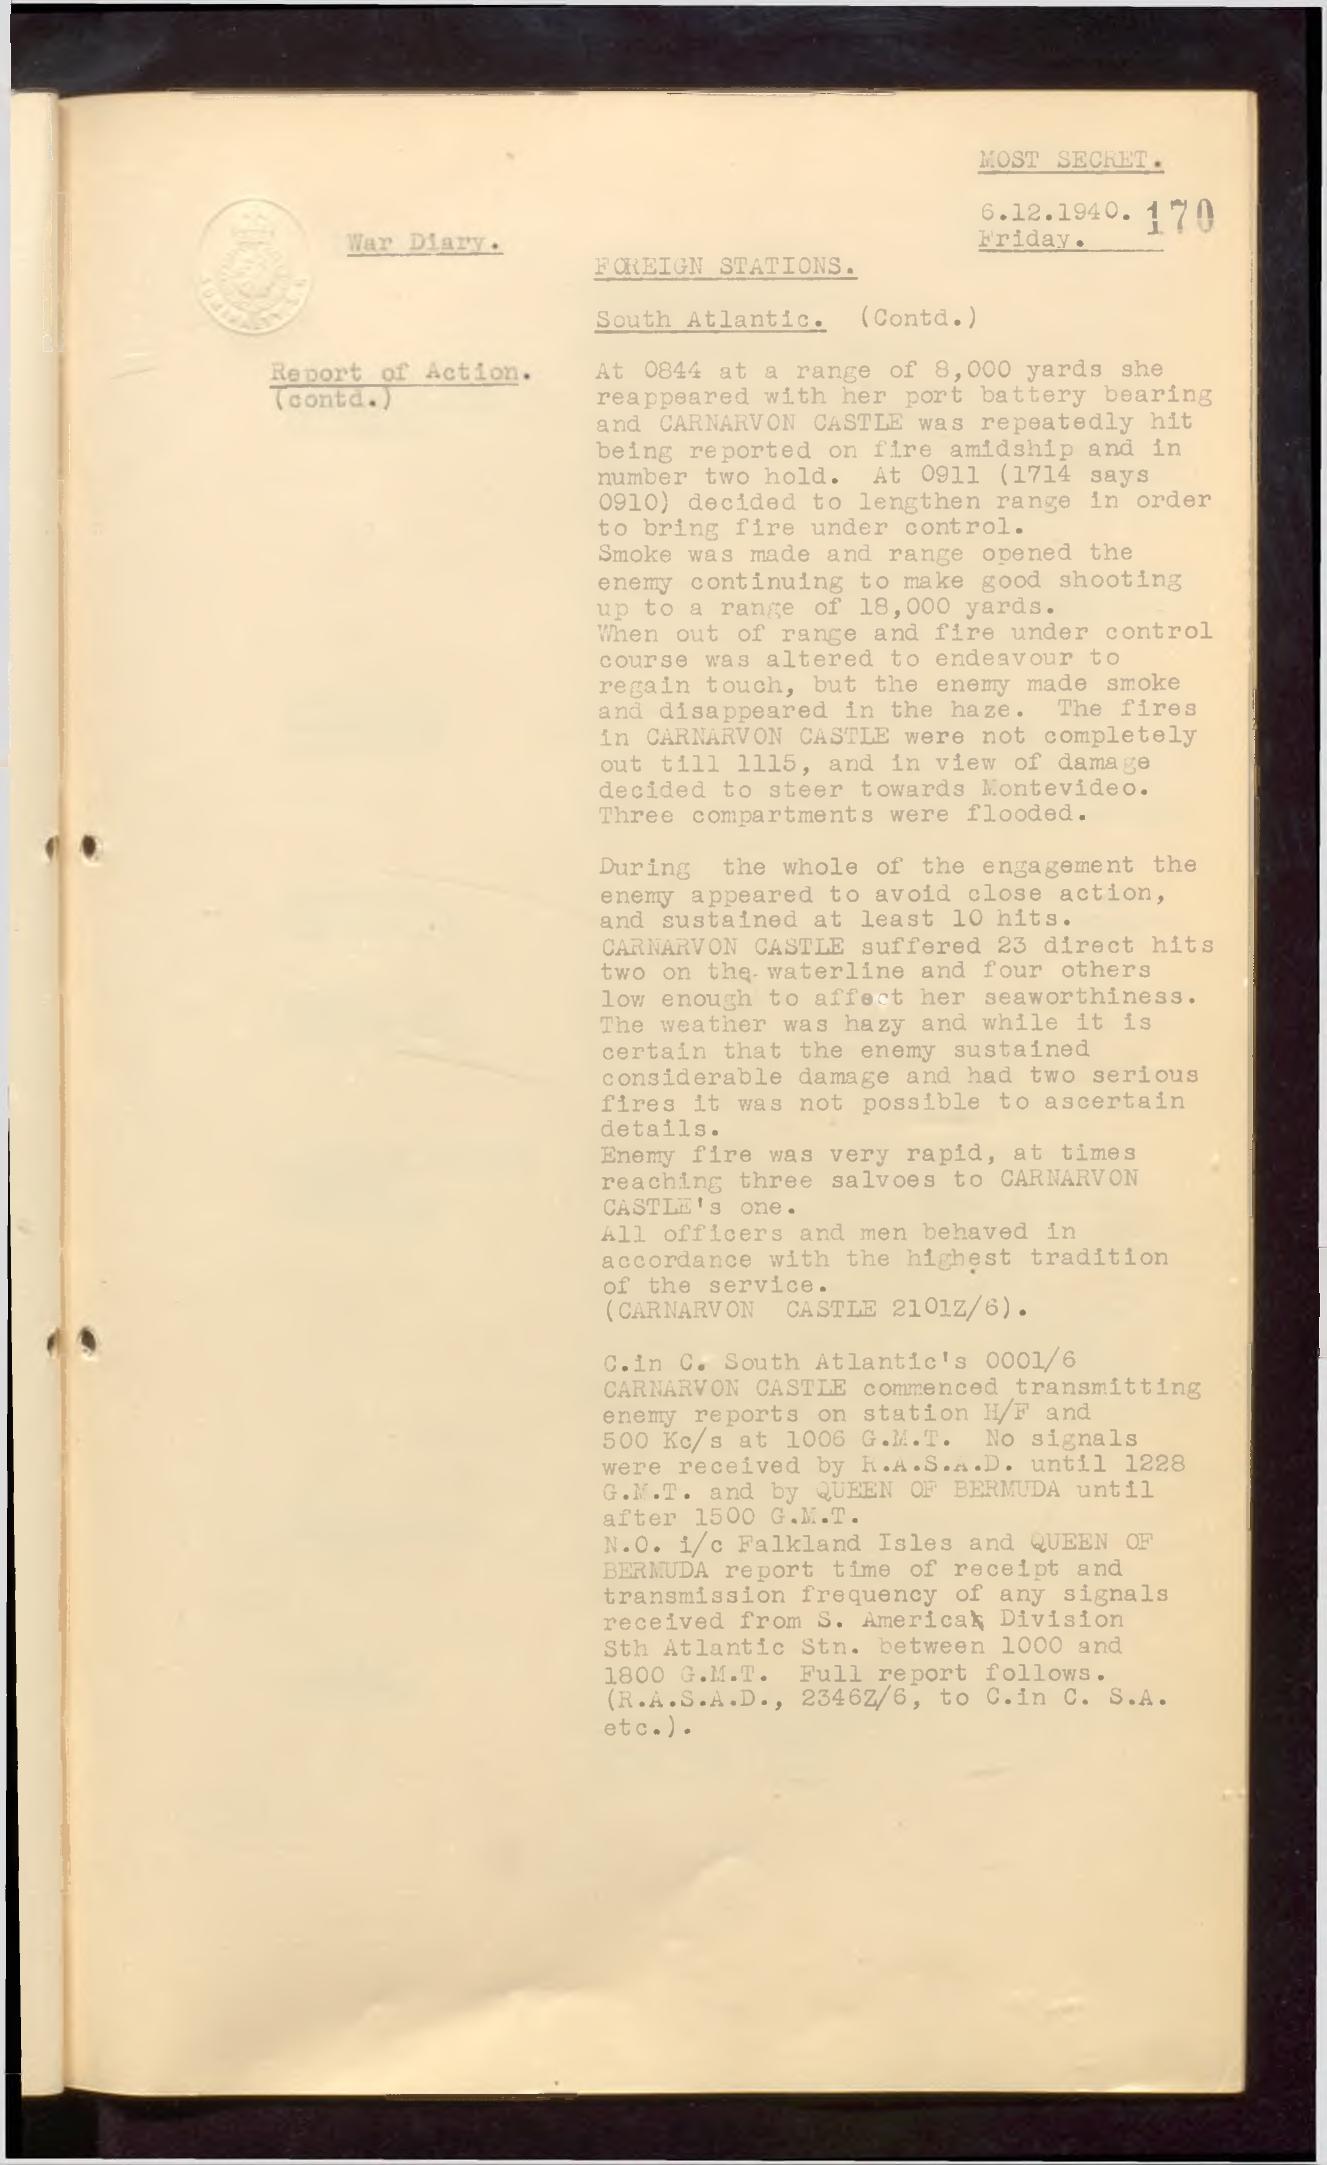 MOST SECRET.
6.12.1940. 170
Friday.
War Diary.
FOREIGN STATIONS.
South Atlantic. (Contd.)
Report of Action.
(contd.)
At 0844 at a range of 8,000 yards she
reappeared with her port battery bearing
and CARNARVON CASTLE was repeatedly hit
being reported on fire amidship and in
number two hold. At 0911 (1714 says
0910) decided to lengthen range in order
to bring fire under control.
Smoke was made and range opened the
enemy continuing to make good shooting
up to a range of 18,000 yards.
When out of range and fire under control
course was altered to endeavour to
regain touch, but the enemy made smoke
and disappeared in the haze. The fires
in CARNARVON CASTLE were not completely
out till 1115, and in view of damage
decided to steer towards Montevideo.
Three compartments were flooded.
During the whole of the engagement the
enemy appeared to avoid close action,
and sustained at least 10 hits.
CARNARVON CASTLE suffered 23 direct hits
two on the waterline and four others
low enough to affect her seaworthiness.
The weather was hazy and while it is
certain that the enemy sustained
considerable damage and had two serious
fires it was not possible to ascertain
details.
Enemy fire was very rapid, at times
reaching three salvoes to CARNARVON
CASTLE's one.
All officers and men behaved in
accordance with the highest tradition
of the service.
(CARNARVON CASTLE 2101Z/6).
C.in C. South Atlantic's 0001/6
CARNARVON CASTLE commenced transmitting
enemy reports on station H/F and
500 Kc/s at 1006 G.M.T. No signals
were received by R.A.S.A.D. until 1228
G.M.T. and by QUEEN OF BERMUDA until
after 1500 G.M.T.
N.O. i/c Falkland Isles and QUEEN OF
BERMUDA report time of receipt and
transmission frequency of any signals
received from S. America Division
Sth Atlantic Stn. between 1000 and
1800 G.M.T. Full report follows.
(R.A.S.A.D., 2346Z/6, to C.in C. S.A.
etc.).